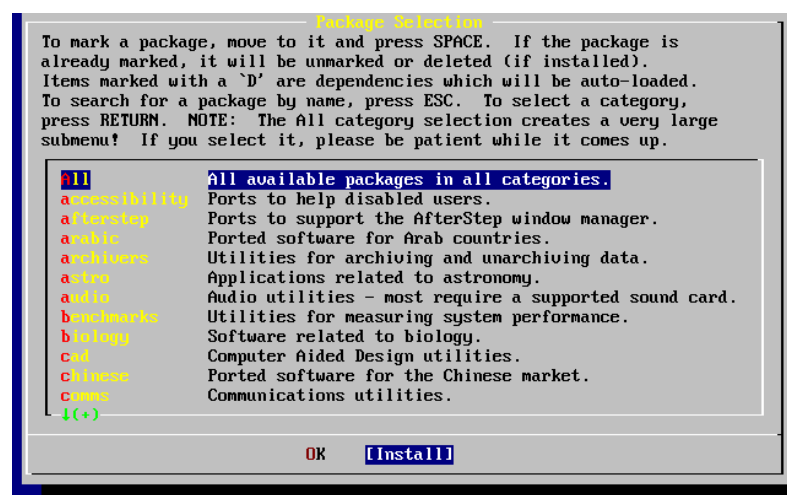 Package Selection
To mark a package, move to it and press SPACE.  If the package is
already marked, it will be unmarked or deleted (if installed).
Items marked with a `D' are dependencies which will be auto-loaded.
To search for a package by name, press ESC.  To select a category,
press RETURN.  NOTE:  The All category selection creates a very large
submenu!  If you select it, please be patient while it comes up.
All All available packages in all categories.
accessibility Ports to help disabled users.
afterstep Ports to support the AfterStep window manager.
arabic Ported software for Arab countries.
archivers Utilities for archiving and unarchiving data.
astro Applications related to astronomy.
audio Audio utilities - most require a supported sound card.
benchmarks Utilities for measuring system performance.
biology Software related to biology.
cad Computer Aided Design utilities.
chinese Ported software for the Chinese market.
comms Communications utilities.
↓(+)
OK [Install]